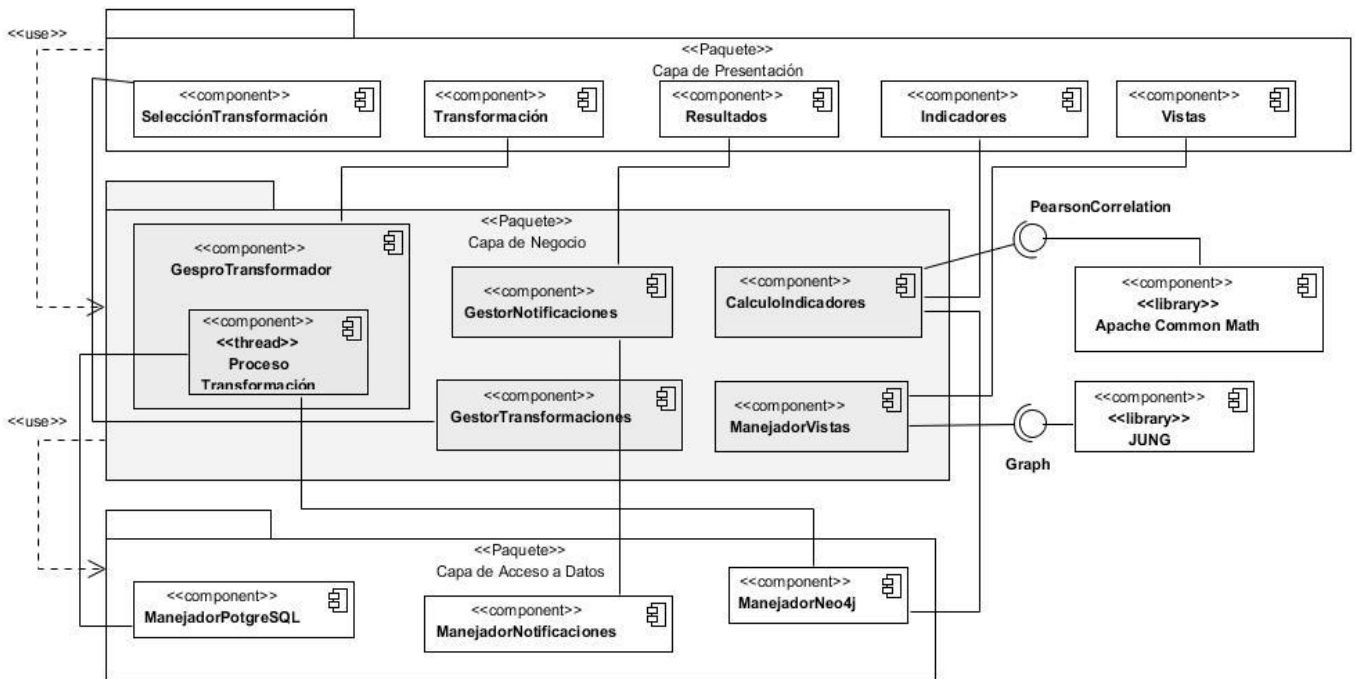 <<use>>
<<Paquete>>
Capa de Presentación
<<component>>
SelecciónTransformación
<<component>>
Transformación
<<component>>
Resultados
<<component>>
Indicadores
<<component>>
Vistas
<<Paquete>>
Capa de Negocio
<<component>>
GesproTransformador
<<component>>
<<thread>>
Proceso
Transformación
<<component>>
GestorNotificaciones
<<component>>
CalculoIndicadores
PearsonCorrelation
<<component>>
<<library>>
Apache Common Math
<<component>>
GestorTransformaciones
<<component>>
ManejadorVistas
Graph
<<component>>
<<library>>
JUNG
<<use>>
<<Paquete>>
Capa de Acceso a Datos
<<component>>
ManejadorPotgreSQL
<<component>>
ManejadorNotificaciones
<<component>>
ManejadorNeo4j